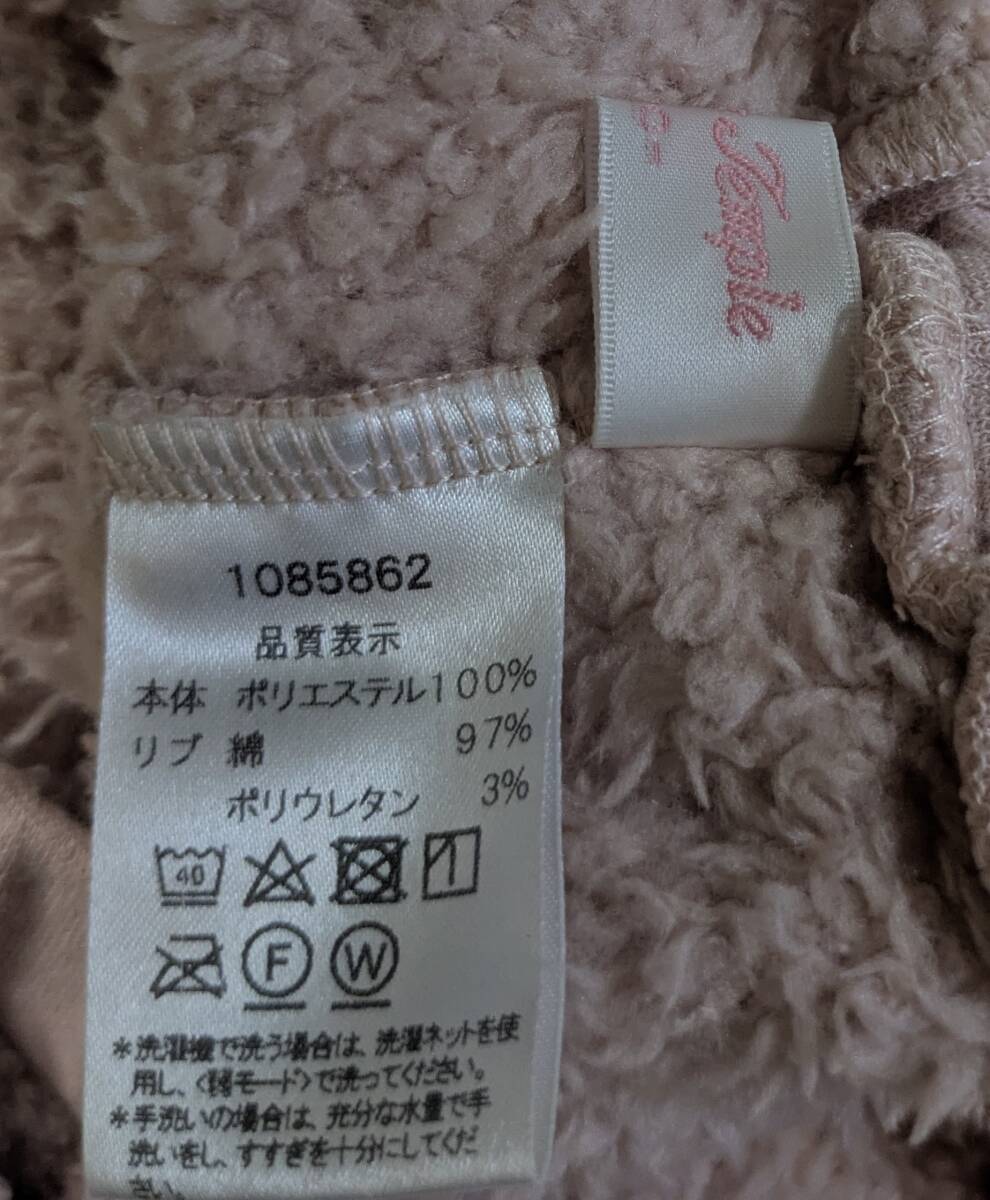 Temple
1085862
品質表示
本体 ポリエステル100%
リブ 綿 97%
ポリウレタン 3%
40
F W
*洗濯機で洗う場合は、洗濯ネットを使
用し、<弱モード>で洗ってください。
*手洗いの場合は、充分な水量で手
洗いをし、すすぎを十分にしてくだ
さい。